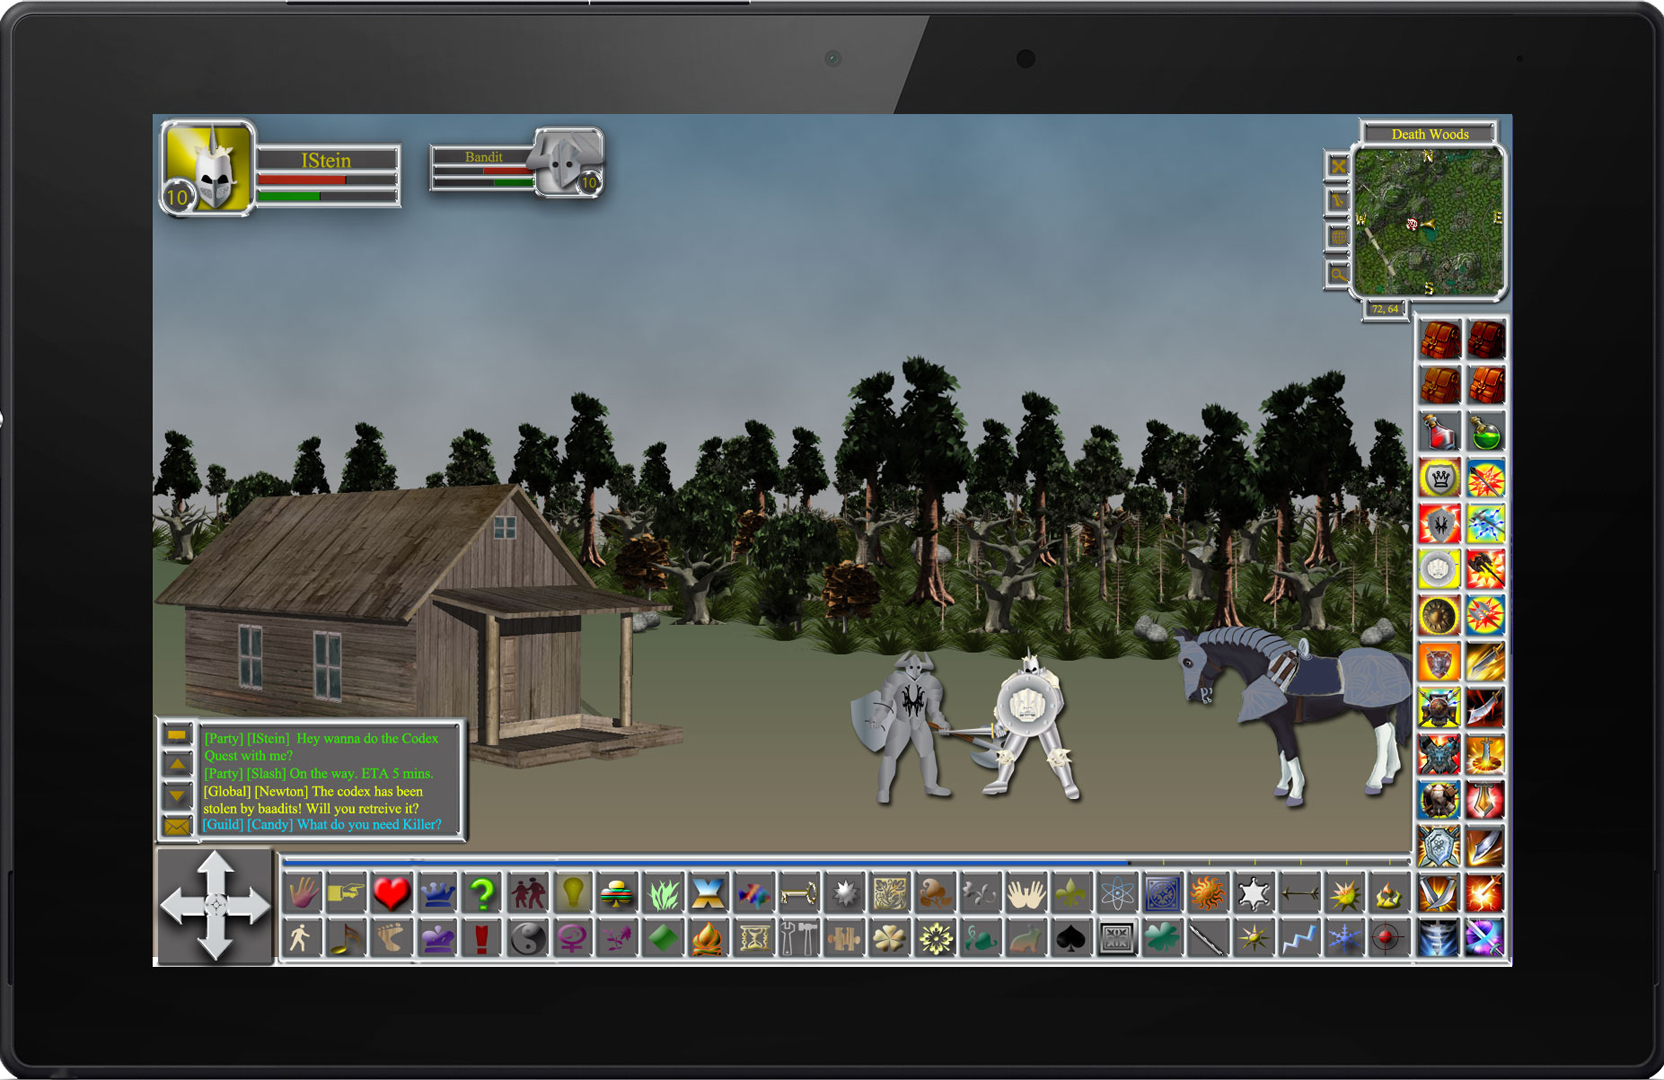 IStein
10
Bandit
10
Death Woods
N
W
E
S
72, 64
[Party] [IStein]  Hey wanna do the Codex
Quest with me?
[Party] [Slash] On the way. ETA 5 mins.
[Global] [Newton] The codex has been
stolen by baadits! Will you retreive it?
[Guild] [Candy] What do you need Killer?